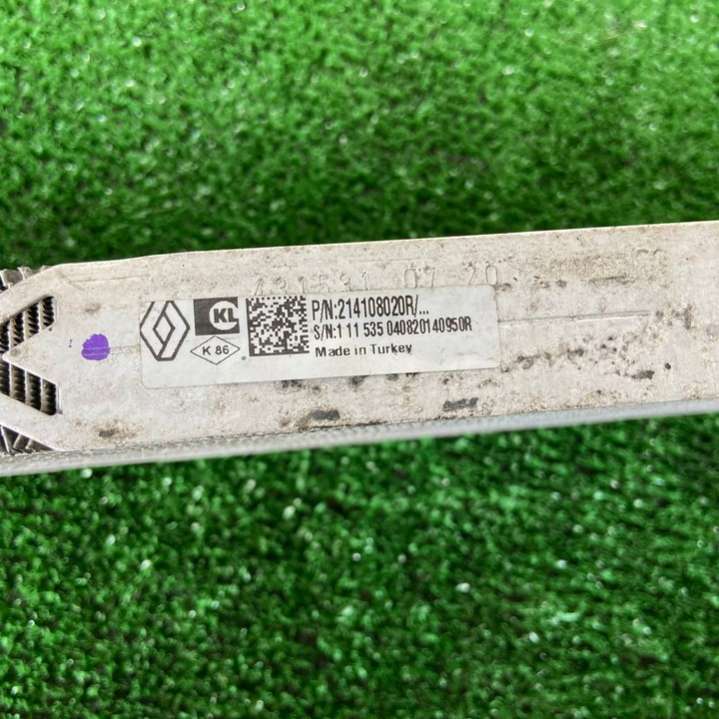 KL
K 86
P/N:214108020R/...
S/N:1 11 535 040820140950R
Made in Turkey